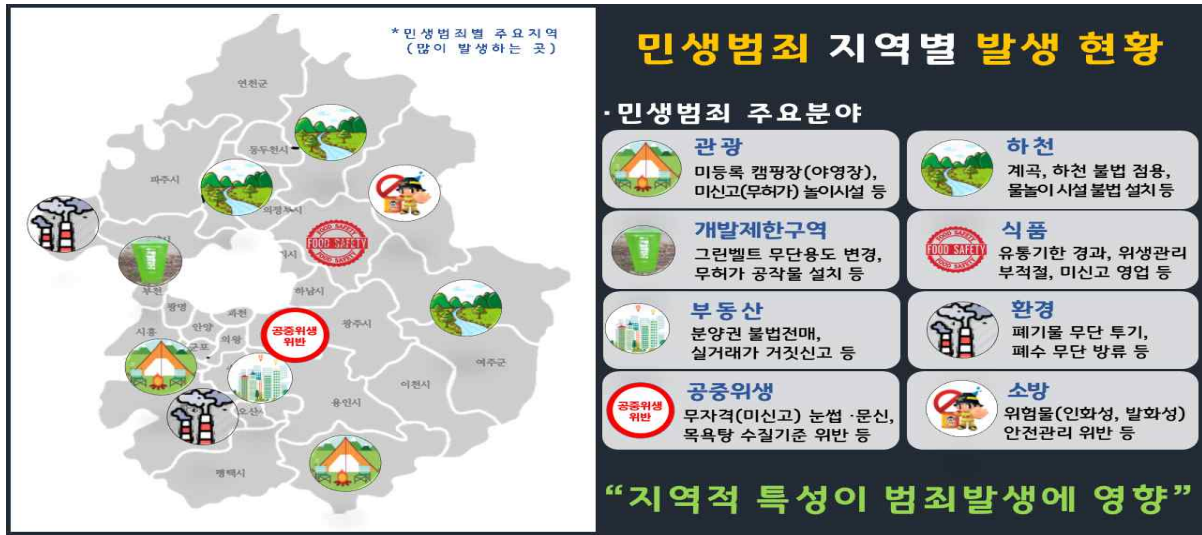 *민생범죄별 주요지역
(많이 발생하는 곳)
연천군
동두천시
파주시
의정부시
FOOD SAFETY
하남시
부천
광명
과천
시흥
안양
의왕
군포
공중위생
위반
광주시
여주군
이천시
용인시
오산
평택시
민생범죄 지역별 발생 현황
·민생범죄 주요분야
관광
미등록 캠핑장(야영장),
미신고(무허가) 놀이시설 등
하천
계곡, 하천 불법 점용,
물놀이 시설 불법 설치 등
개발제한구역
그린벨트 무단용도 변경,
무허가 공작물 설치 등
FOOD SAFETY
식품
유통기한 경과, 위생관리
부적절, 미신고 영업 등
부동산
분양권 불법전매,
실거래가 거짓신고 등
환경
폐기물 무단 투기,
폐수 무단 방류 등
공중위생
위반
공중위생
무자격(미신고) 눈썹·문신,
목욕탕 수질기준 위반 등
소방
위험물(인화성, 발화성)
안전관리 위반 등
“지역적 특성이 범죄발생에 영향”